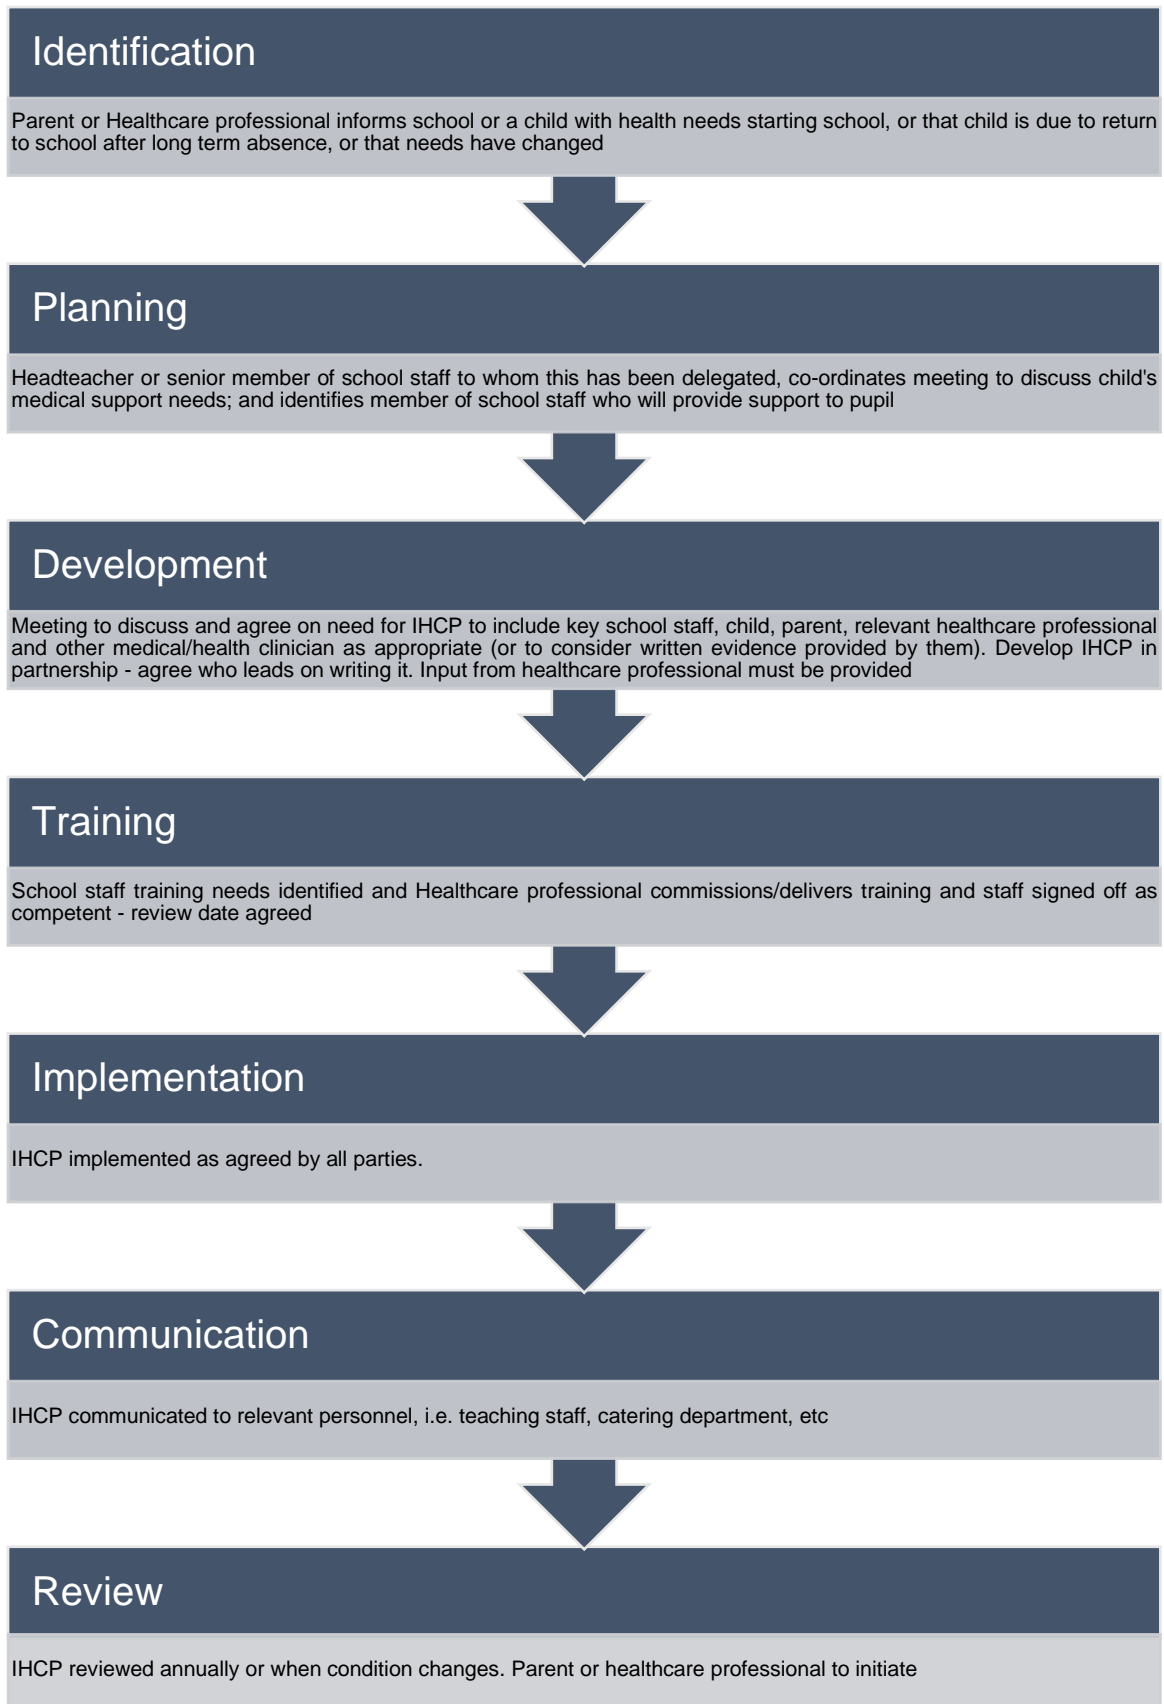 Identification
Parent or Healthcare professional informs school or a child with health needs starting school, or that child is due to return
to school after long term absence, or that needs have changed
Planning
Headteacher or senior member of school staff to whom this has been delegated, co-ordinates meeting to discuss child's
medical support needs; and identifies member of school staff who will provide support to pupil
Development
Meeting to discuss and agree on need for IHCP to include key school staff, child, parent, relevant healthcare professional
and other medical/health clinician as appropriate (or to consider written evidence provided by them). Develop IHCP in
partnership - agree who leads on writing it. Input from healthcare professional must be provided
Training
School staff training needs identified and Healthcare professional commissions/delivers training and staff signed off as
competent - review date agreed
Implementation
IHCP implemented as agreed by all parties.
Communication
IHCP communicated to relevant personnel, i.e. teaching staff, catering department, etc
Review
IHCP reviewed annually or when condition changes. Parent or healthcare professional to initiate